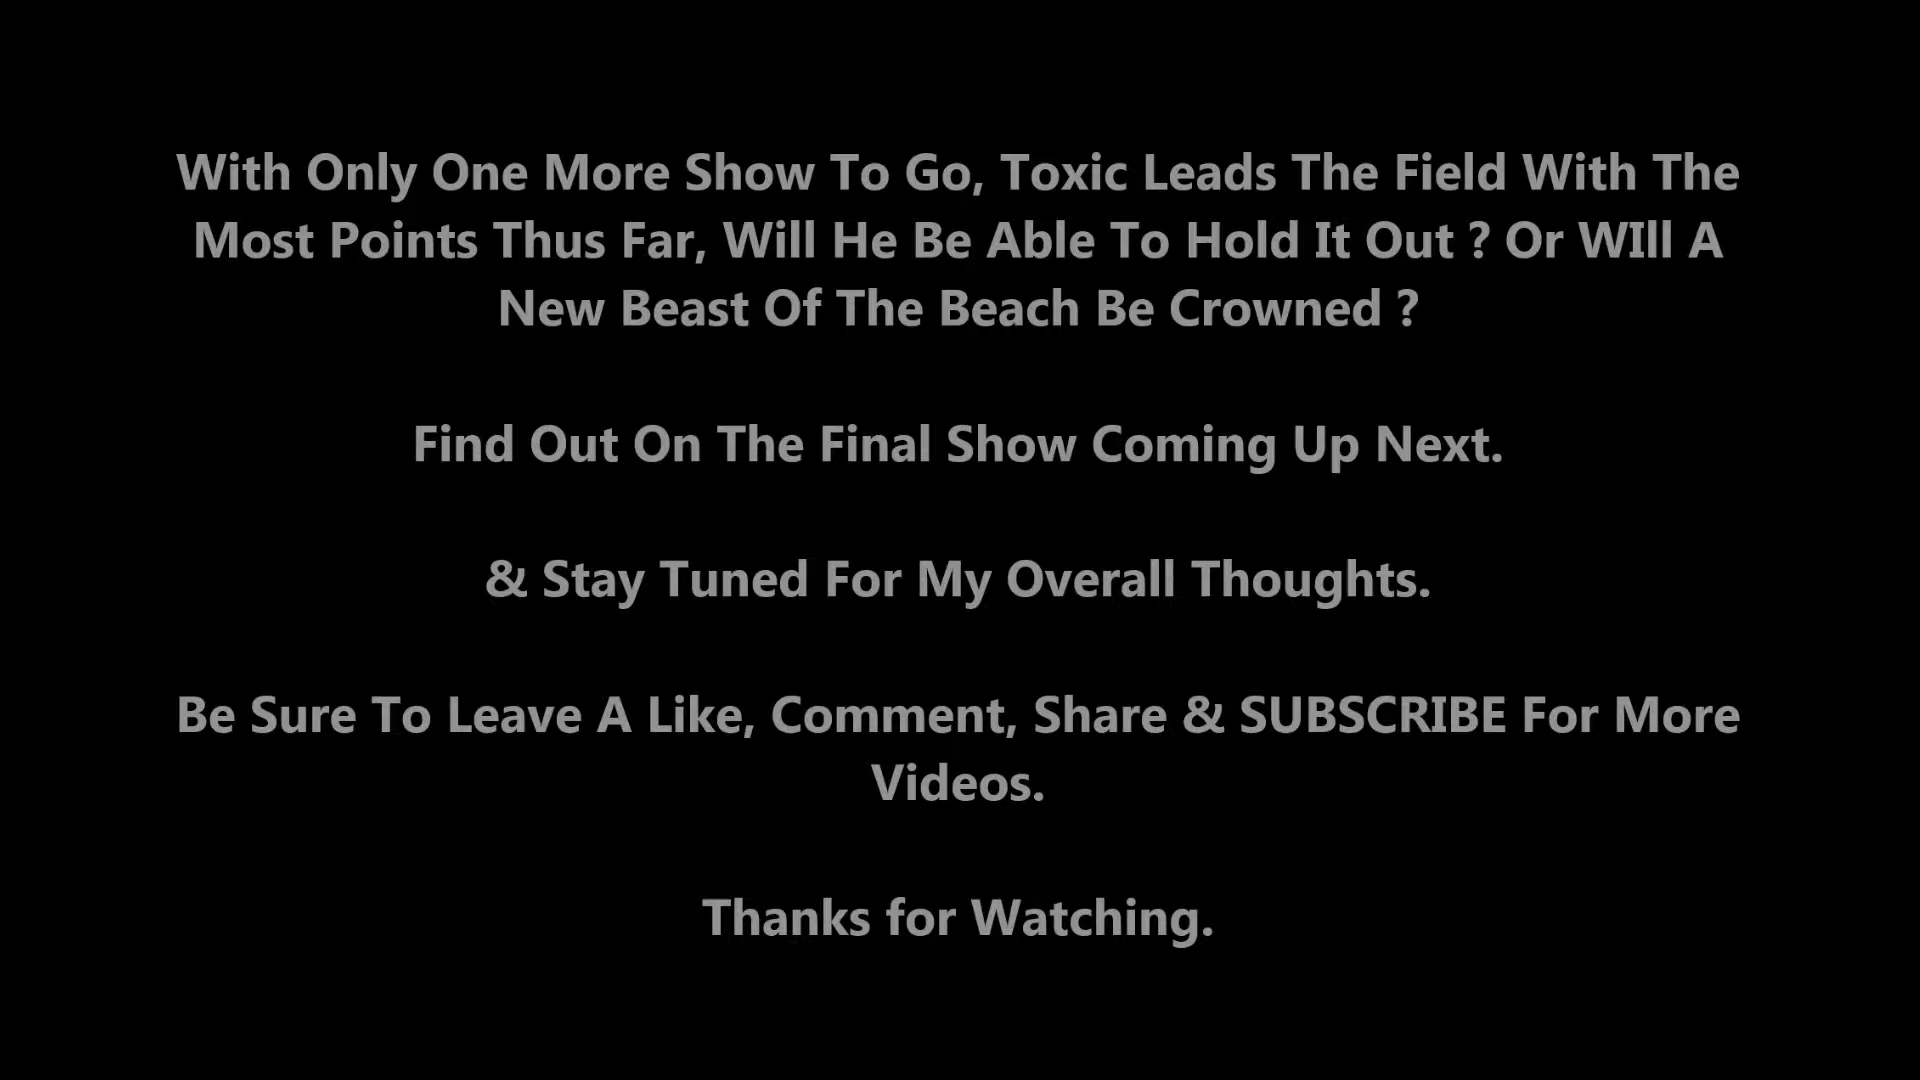 With Only One More Show To Go, Toxic Leads The Field With The
Most Points Thus Far, Will He Be Able To Hold It Out ? Or WIll A
New Beast Of The Beach Be Crowned ?
Find Out On The Final Show Coming Up Next.
& Stay Tuned For My Overall Thoughts.
Be Sure To Leave A Like, Comment, Share & SUBSCRIBE For More
Videos.
Thanks for Watching.